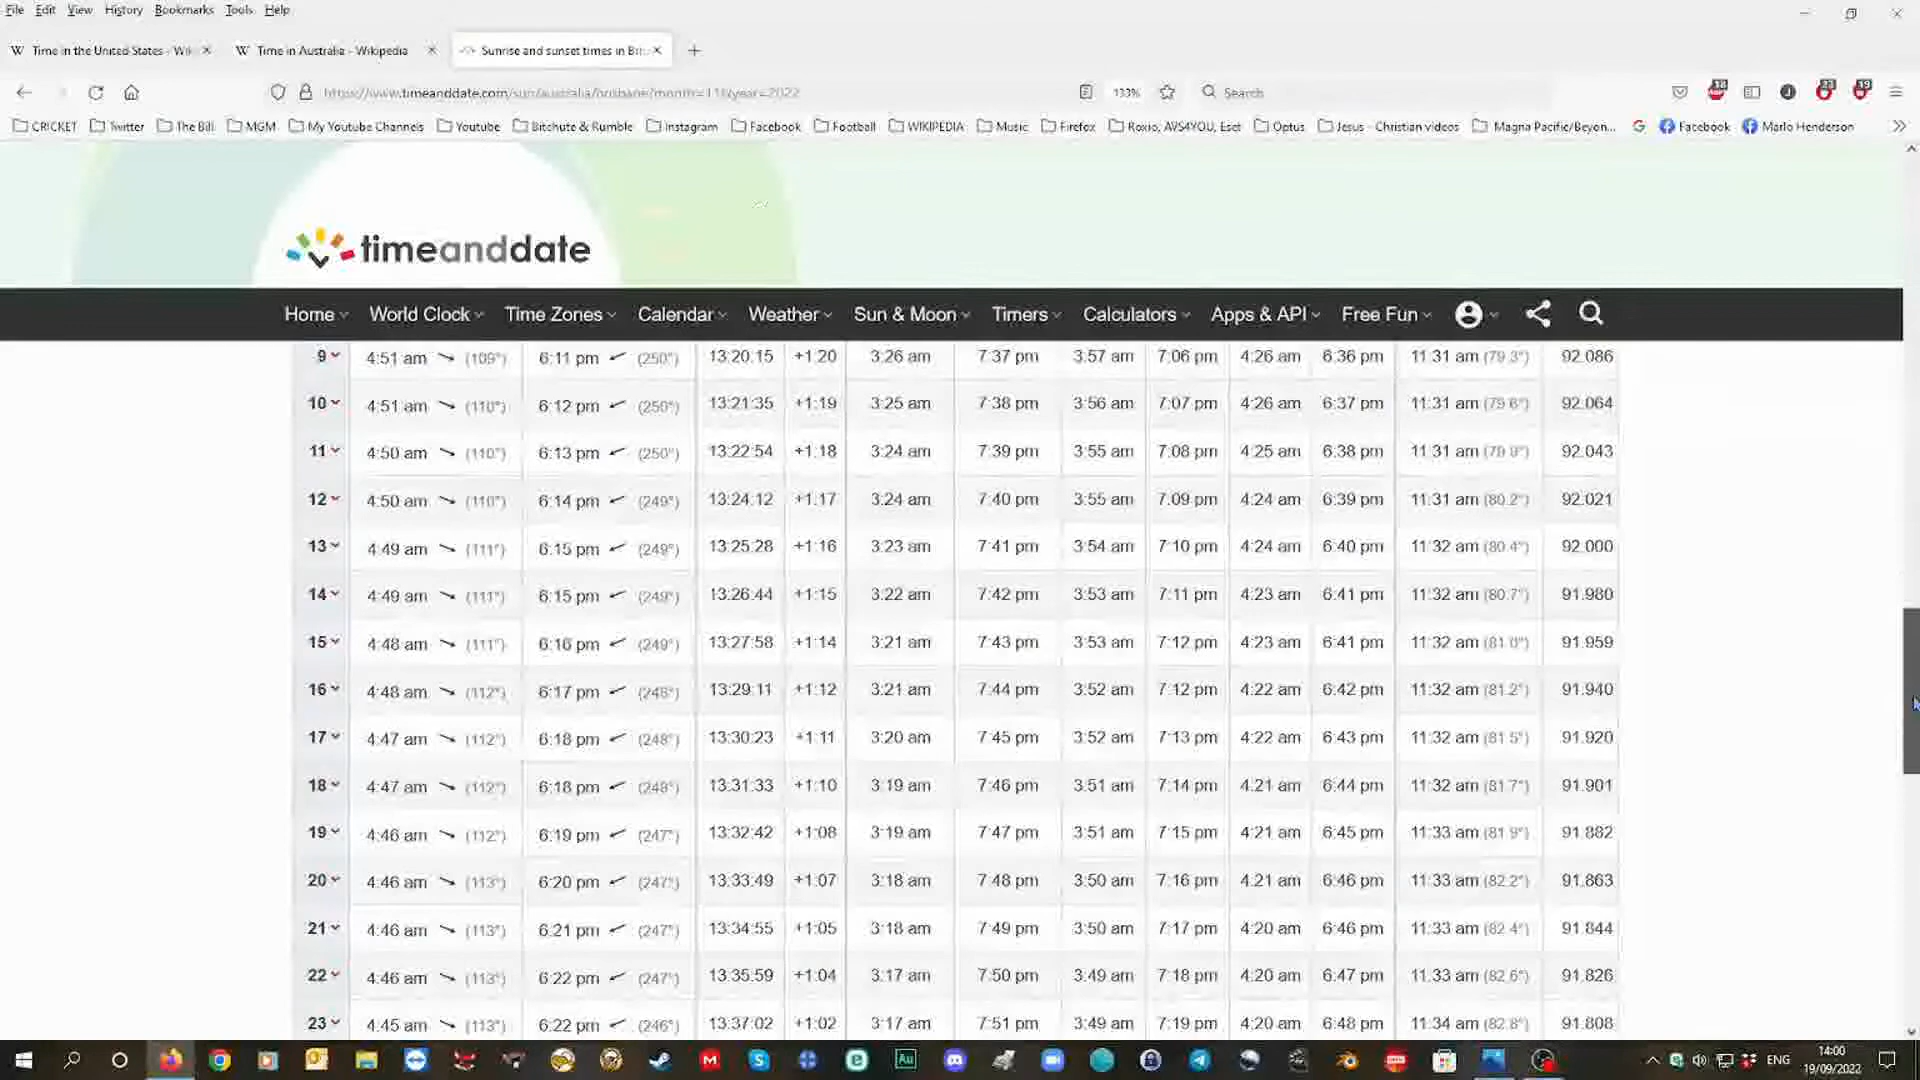 File Edit View History Bookmarks Tools Help
Time in the United States - Wi
Time in Australia - Wikipedia
Sunrise and sunset times in Bri
https://www.timeanddate.com/sun/australia/brisbane?month=11&year=2022
133%
Search
CRICKET Twitter The Bill MGM My Youtube Channels Youtube Bitchute & Rumble Instagram Facebook Football WIKIPEDIA Music Firefox Roxio, AVS4YOU, Eset Optus Jesus - Christian videos Magna Pacific/Beyon... Facebook Marlo Henderson
timeanddate
Home World Clock Time Zones Calendar Weather Sun & Moon Timers Calculators Apps & API Free Fun
9 4:51 am (109°) 6:11 pm (250°) 13:20:15 +1:20 3:26 am 7:37 pm 3:57 am 7:06 pm 4:26 am 6:36 pm 11:31 am (79.3°) 92.086
10 4:51 am (110°) 6:12 pm (250°) 13:21:35 +1:19 3:25 am 7:38 pm 3:56 am 7:07 pm 4:26 am 6:37 pm 11:31 am (79.6°) 92.064
11 4:50 am (110°) 6:13 pm (250°) 13:22:54 +1:18 3:24 am 7:39 pm 3:55 am 7:08 pm 4:25 am 6:38 pm 11:31 am (79.9°) 92.043
12 4:50 am (110°) 6:14 pm (249°) 13:24:12 +1:17 3:24 am 7:40 pm 3:55 am 7:09 pm 4:24 am 6:39 pm 11:31 am (80.2°) 92.021
13 4:49 am (111°) 6:15 pm (249°) 13:25:28 +1:16 3:23 am 7:41 pm 3:54 am 7:10 pm 4:24 am 6:40 pm 11:32 am (80.4°) 92.000
14 4:49 am (111°) 6:15 pm (249°) 13:26:44 +1:15 3:22 am 7:42 pm 3:53 am 7:11 pm 4:23 am 6:41 pm 11:32 am (80.7°) 91.980
15 4:48 am (111°) 6:16 pm (249°) 13:27:58 +1:14 3:21 am 7:43 pm 3:53 am 7:12 pm 4:23 am 6:41 pm 11:32 am (81.0°) 91.959
16 4:48 am (112°) 6:17 pm (248°) 13:29:11 +1:12 3:21 am 7:44 pm 3:52 am 7:12 pm 4:22 am 6:42 pm 11:32 am (81.2°) 91.940
17 4:47 am (112°) 6:18 pm (248°) 13:30:23 +1:11 3:20 am 7:45 pm 3:52 am 7:13 pm 4:22 am 6:43 pm 11:32 am (81.5°) 91.920
18 4:47 am (112°) 6:18 pm (248°) 13:31:33 +1:10 3:19 am 7:46 pm 3:51 am 7:14 pm 4:21 am 6:44 pm 11:32 am (81.7°) 91.901
19 4:46 am (112°) 6:19 pm (247°) 13:32:42 +1:08 3:19 am 7:47 pm 3:51 am 7:15 pm 4:21 am 6:45 pm 11:33 am (81.9°) 91.882
20 4:46 am (113°) 6:20 pm (247°) 13:33:49 +1:07 3:18 am 7:48 pm 3:50 am 7:16 pm 4:21 am 6:46 pm 11:33 am (82.2°) 91.863
21 4:46 am (113°) 6:21 pm (247°) 13:34:55 +1:05 3:18 am 7:49 pm 3:50 am 7:17 pm 4:20 am 6:46 pm 11:33 am (82.4°) 91.844
22 4:46 am (113°) 6:22 pm (247°) 13:35:59 +1:04 3:17 am 7:50 pm 3:49 am 7:18 pm 4:20 am 6:47 pm 11:33 am (82.6°) 91.826
23 4:45 am (113°) 6:22 pm (246°) 13:37:02 +1:02 3:17 am 7:51 pm 3:49 am 7:19 pm 4:20 am 6:48 pm 11:34 am (82.8°) 91.808
ENG
14:00
19/09/2022